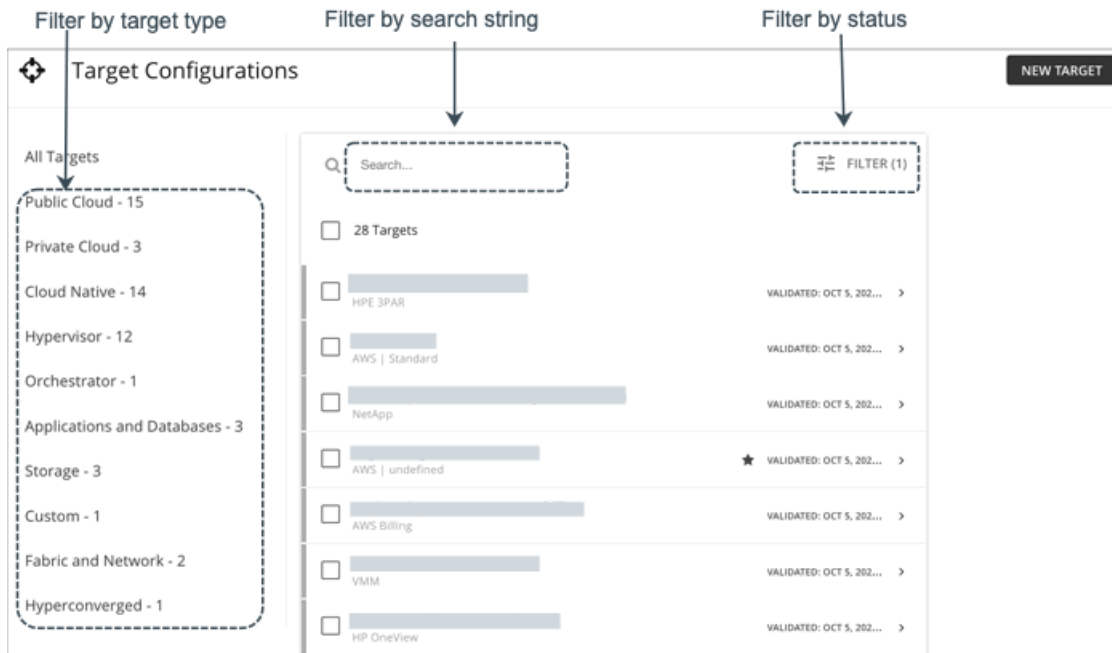 Filter by target type
Filter by search string
Filter by status
Target Configurations
NEW TARGET
All Targets
Public Cloud - 15
Private Cloud - 3
Cloud Native - 14
Hypervisor - 12
Orchestrator - 1
Applications and Databases - 3
Storage - 3
Custom - 1
Fabric and Network - 2
Hyperconverged - 1
Search...
FILTER (1)
28 Targets
HPE 3PAR
VALIDATED: OCT 5, 202...
AWS | Standard
VALIDATED: OCT 5, 202...
NetApp
VALIDATED: OCT 5, 202...
AWS | undefined
VALIDATED: OCT 5, 202...
AWS Billing
VALIDATED: OCT 5, 202...
VMM
VALIDATED: OCT 5, 202...
HP OneView
VALIDATED: OCT 5, 202...